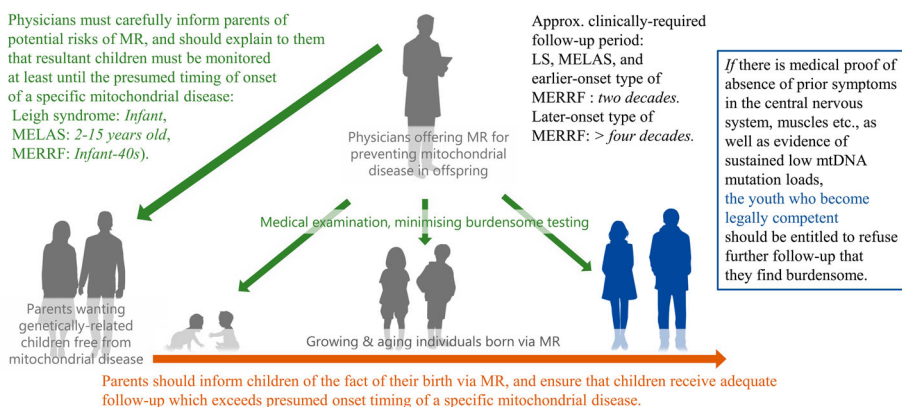 Physicians must carefully inform parents of
potential risks of MR, and should explain to them
that resultant children must be monitored
at least until the presumed timing of onset
of a specific mitochondrial disease:
Leigh syndrome: Infant,
MELAS: 2-15 years old,
MERRF: Infant-40s).
Physicians offering MR for
preventing mitochondrial
disease in offspring
Approx. clinically-required
follow-up period:
LS, MELAS, and
earlier-onset type of
MERRF : two decades.
Later-onset type of
MERRF: > four decades.
If there is medical proof of
absence of prior symptoms
in the central nervous
system, muscles etc., as
well as evidence of
sustained low mtDNA
mutation loads,
the youth who become
legally competent
should be entitled to refuse
further follow-up that
they find burdensome.
Medical examination, minimising burdensome testing
Parents wanting
genetically-related
children free from
mitochondrial disease
Growing & aging individuals born via MR
Parents should inform children of the fact of their birth via MR, and ensure that children receive adequate
follow-up which exceeds presumed onset timing of a specific mitochondrial disease.